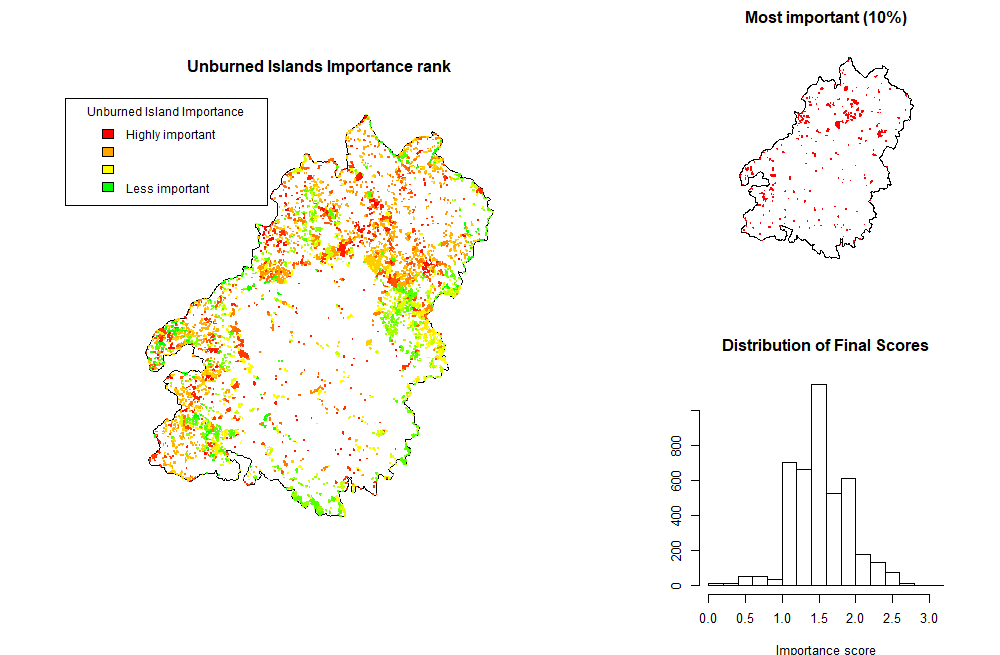 Most important (10%)
Unburned Islands Importance rank
Unburned Island Importance
Highly important
Less important
Distribution of Final Scores
800
600
400
200
0
0.0 0.5 1.0 1.5 2.0 2.5 3.0
Importance score